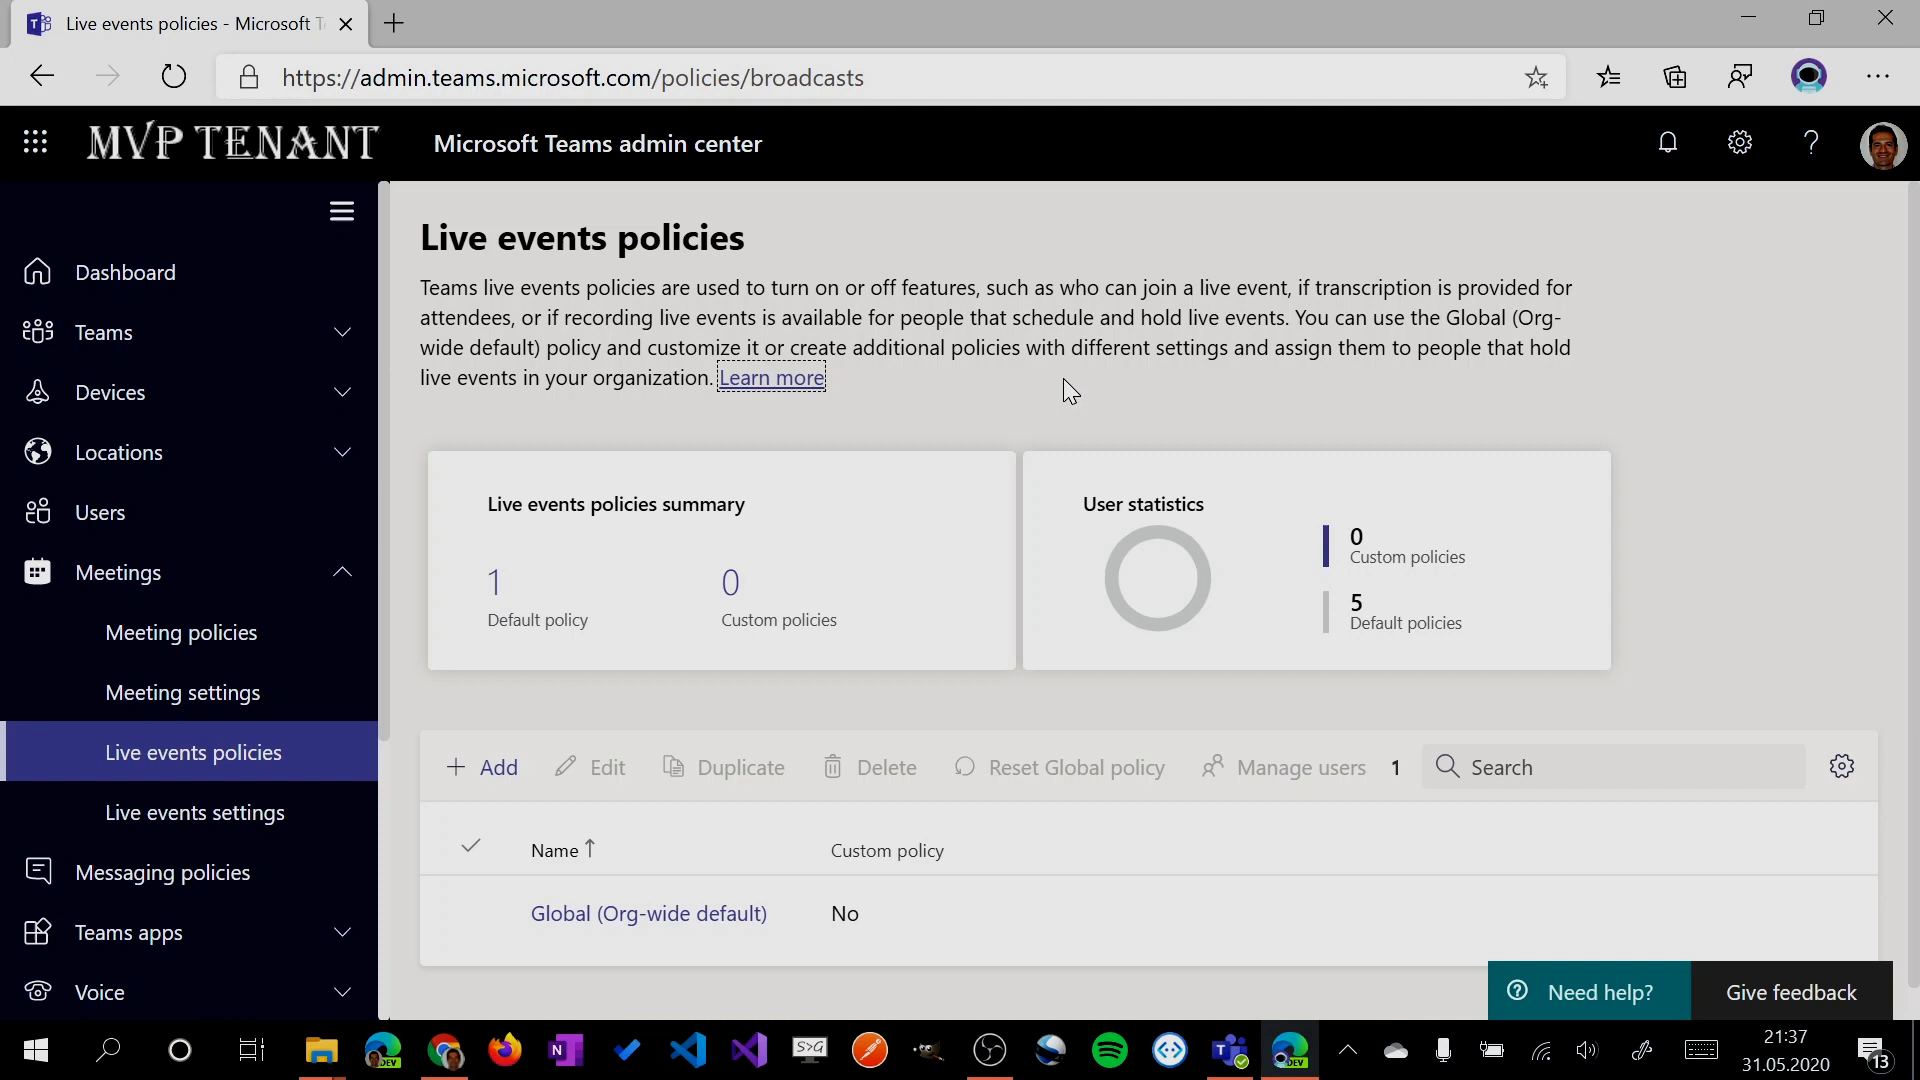 Live events policies - Microsoft T
https://admin.teams.microsoft.com/policies/broadcasts
MVP TENANT
Microsoft Teams admin center
Dashboard
Teams
Devices
Locations
Users
Meetings
Meeting policies
Meeting settings
Live events policies
Live events settings
Messaging policies
Teams apps
Voice
Live events policies
Teams live events policies are used to turn on or off features, such as who can join a live event, if transcription is provided for
attendees, or if recording live events is available for people that schedule and hold live events. You can use the Global (Org-
wide default) policy and customize it or create additional policies with different settings and assign them to people that hold
live events in your organization. Learn more
Live events policies summary
1
Default policy
0
Custom policies
User statistics
0
Custom policies
5
Default policies
Add Edit Duplicate Delete Reset Global policy Manage users 1 Search
Name ↑ Custom policy
Global (Org-wide default) No
Need help?
Give feedback
DEV
N
S>G
T
DEV
21:37
31.05.2020
13